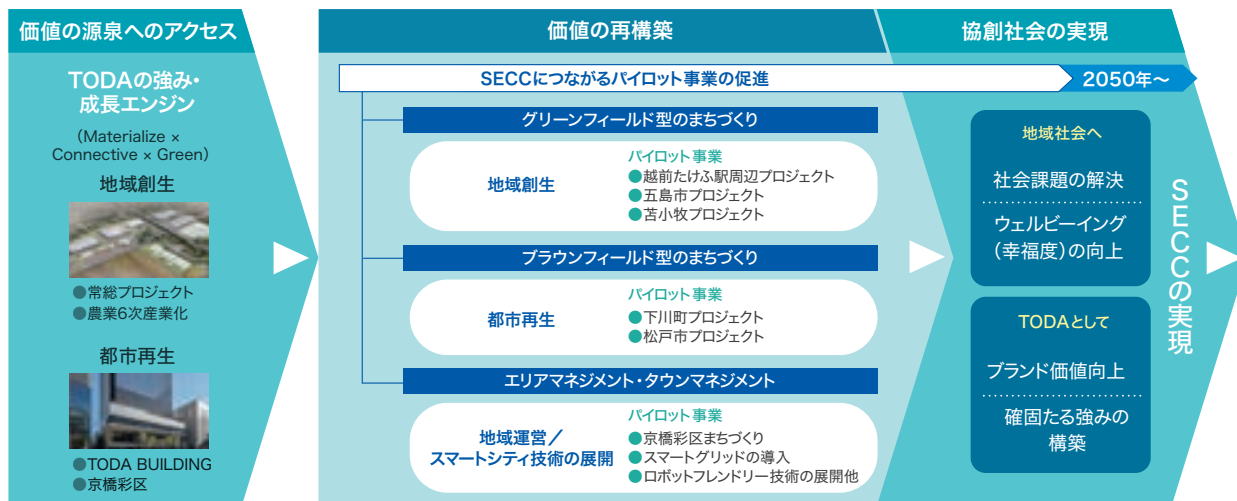 価値の源泉へのアクセス
TODAの強み・
成長エンジン
（Materialize ×
Connective × Green）
地域創生
●常総プロジェクト
●農業6次産業化
都市再生
●TODA BUILDING
●京橋彩区
価値の再構築
SECCにつながるパイロット事業の促進
2050年～
グリーンフィールド型のまちづくり
地域創生
パイロット事業
●越前たけふ駅周辺プロジェクト
●五島市プロジェクト
●苫小牧プロジェクト
ブラウンフィールド型のまちづくり
都市再生
パイロット事業
●下川町プロジェクト
●松戸市プロジェクト
エリアマネジメント・タウンマネジメント
地域運営／
スマートシティ技術の展開
パイロット事業
●京橋彩区まちづくり
●スマートグリッドの導入
●ロボットフレンドリー技術の展開他
協創社会の実現
地域社会へ
社会課題の解決
ウェルビーイング
（幸福度）の向上
TODAとして
ブランド価値向上
確固たる強みの
構築
SECCの実現